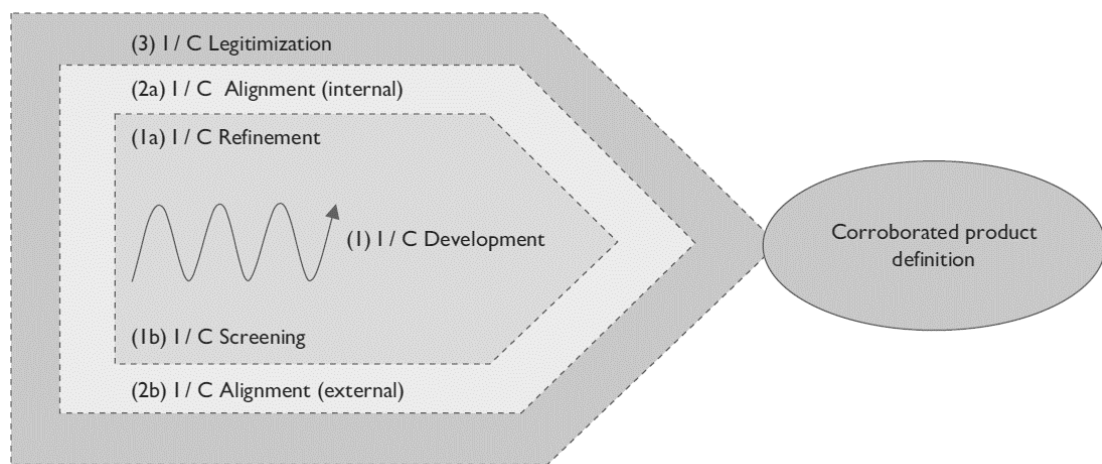 (3) I / C Legitimization
(2a) I / C Alignment (internal)
(1a) I / C Refinement
(1) I / C Development
(1b) I / C Screening
(2b) I / C Alignment (external)
Corroborated product
definition